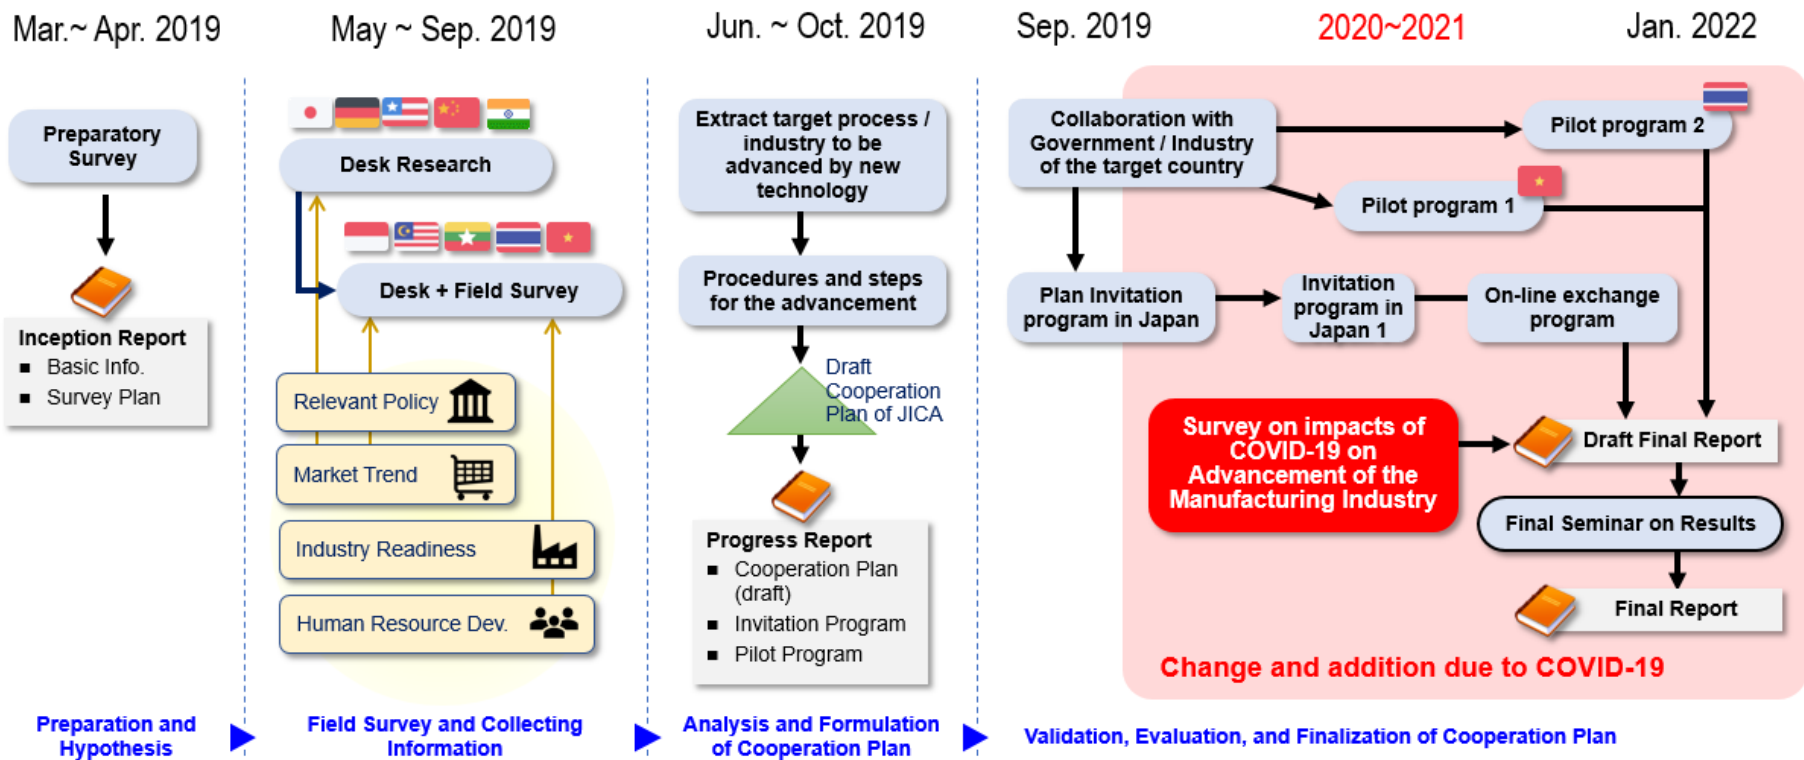 Mar.~ Apr. 2019
May ~ Sep. 2019
Jun. ~ Oct. 2019
Sep. 2019
2020~2021
Jan. 2022
Preparatory
Survey
Inception Report
■ Basic Info.
■ Survey Plan
Desk Research
Desk + Field Survey
Relevant Policy
Market Trend
Industry Readiness
Human Resource Dev.
Extract target process /
industry to be
advanced by new
technology
Procedures and steps
for the advancement
Draft
Cooperation
Plan of JICA
Progress Report
■ Cooperation Plan
(draft)
■ Invitation Program
■ Pilot Program
Collaboration with
Government / Industry
of the target country
Pilot program 2
Pilot program 1
Plan Invitation
program in Japan
Invitation
program in
Japan 1
On-line exchange
program
Survey on impacts of
COVID-19 on
Advancement of the
Manufacturing Industry
Draft Final Report
Final Seminar on Results
Final Report
Change and addition due to COVID-19
Preparation and
Hypothesis
Field Survey and Collecting
Information
Analysis and Formulation
of Cooperation Plan
Validation, Evaluation, and Finalization of Cooperation Plan